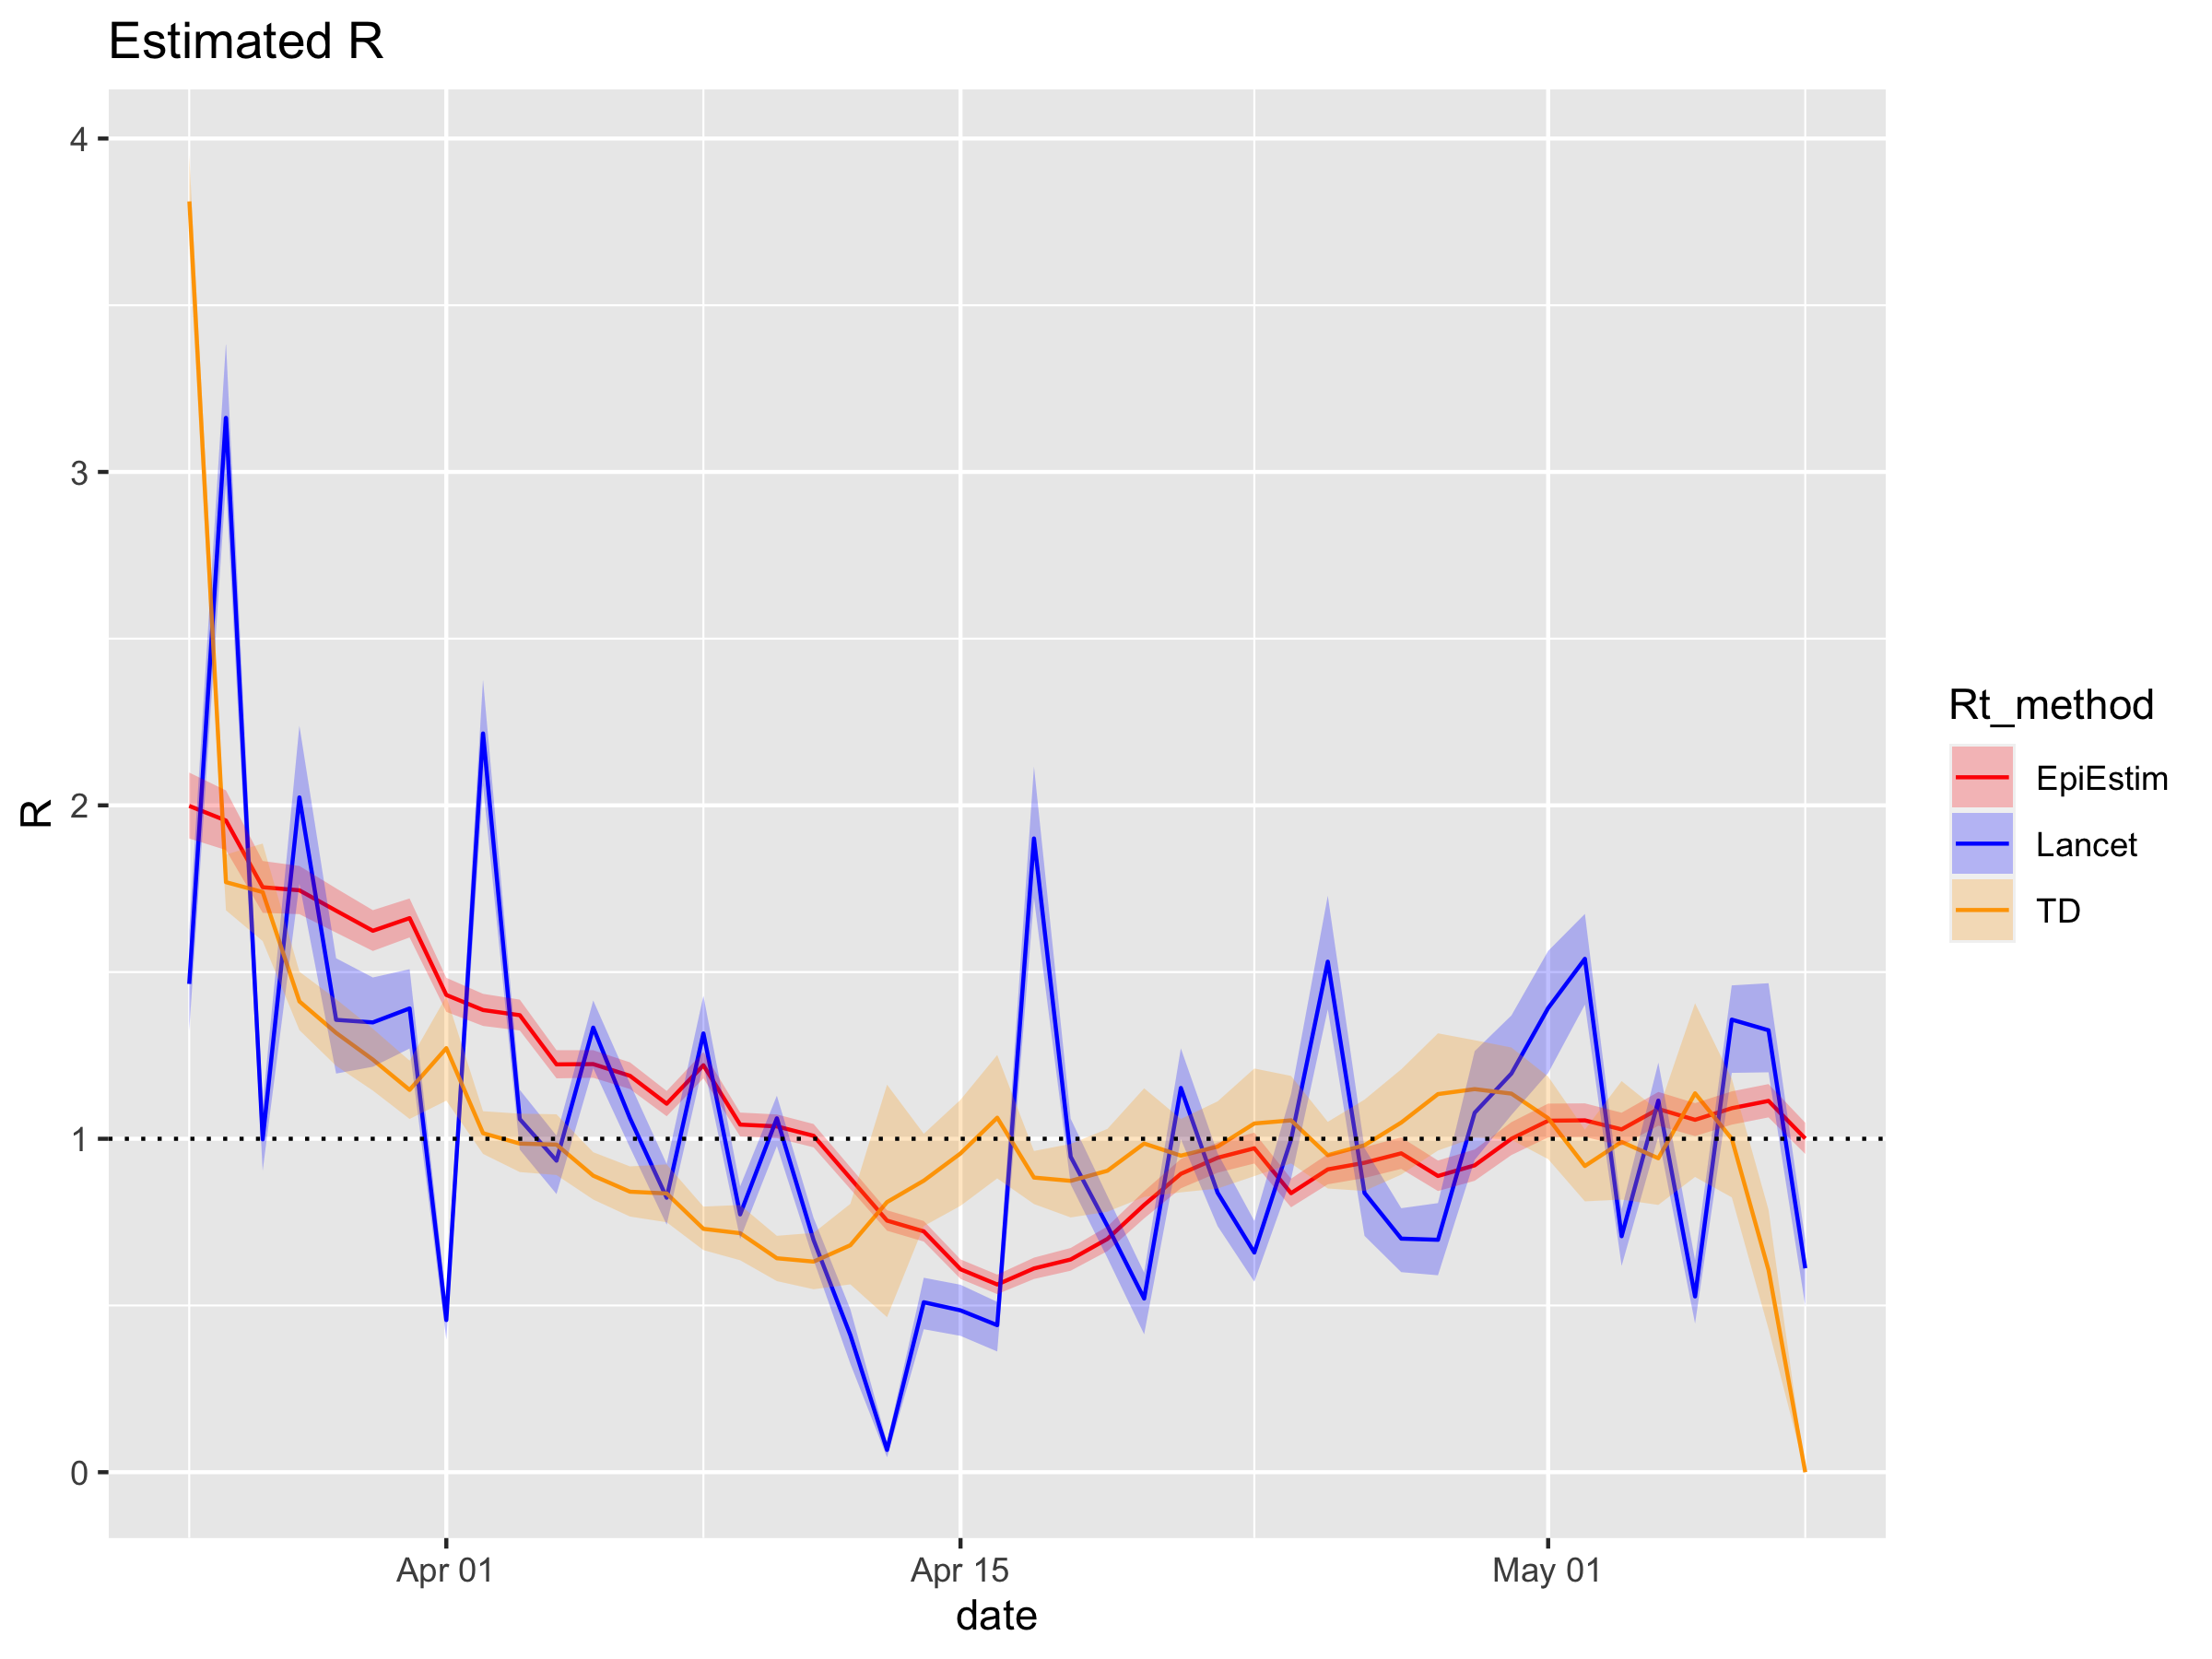 Estimated R
4
3
2
1
0
R
Apr 01
Apr 15
May 01
date
Rt_method
EpiEstim
Lancet
TD